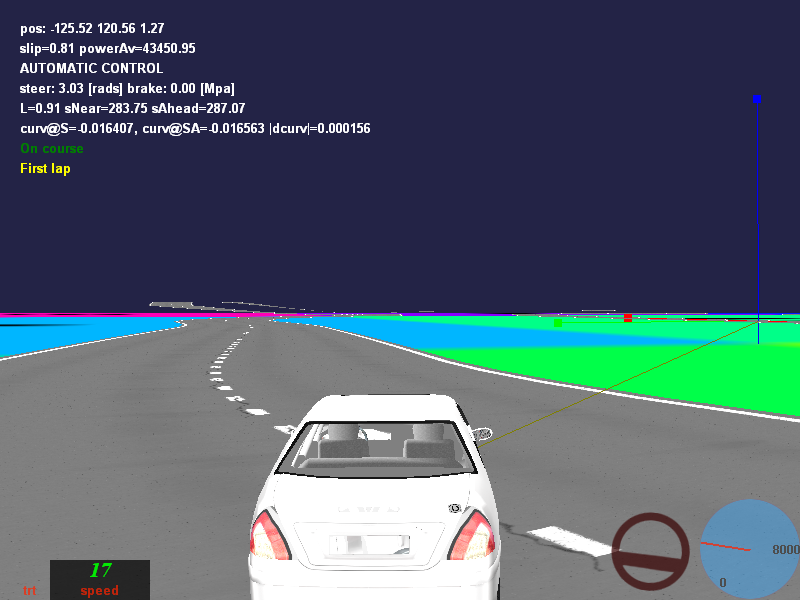 pos: -125.52 120.56 1.27
slip=0.81 powerAv=43450.95
AUTOMATIC CONTROL
steer: 3.03 [rads] brake: 0.00 [Mpa]
L=0.91 sNear=283.75 sAhead=287.07
curv@S=-0.016407, curv@SA=-0.016563 |dcurv|=0.000156
On course
First lap
8000
17
0
trt speed